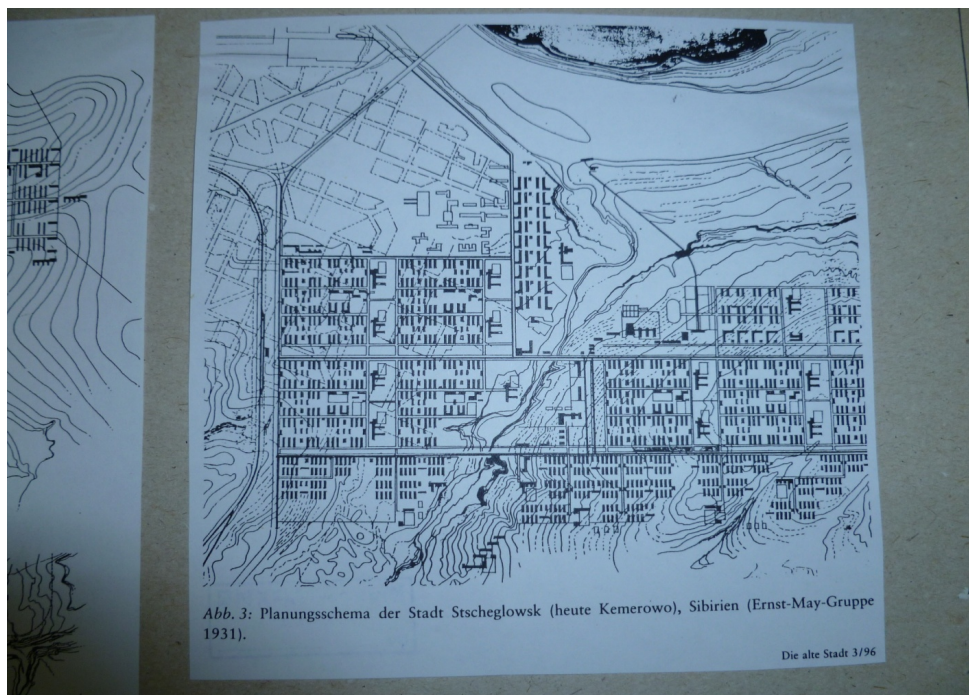 Abb. 3: Planungsschema der Stadt Stscheglowsk (heute Kemerowo), Sibirien (Ernst-May-Gruppe
1931).
Die alte Stadt 3/96